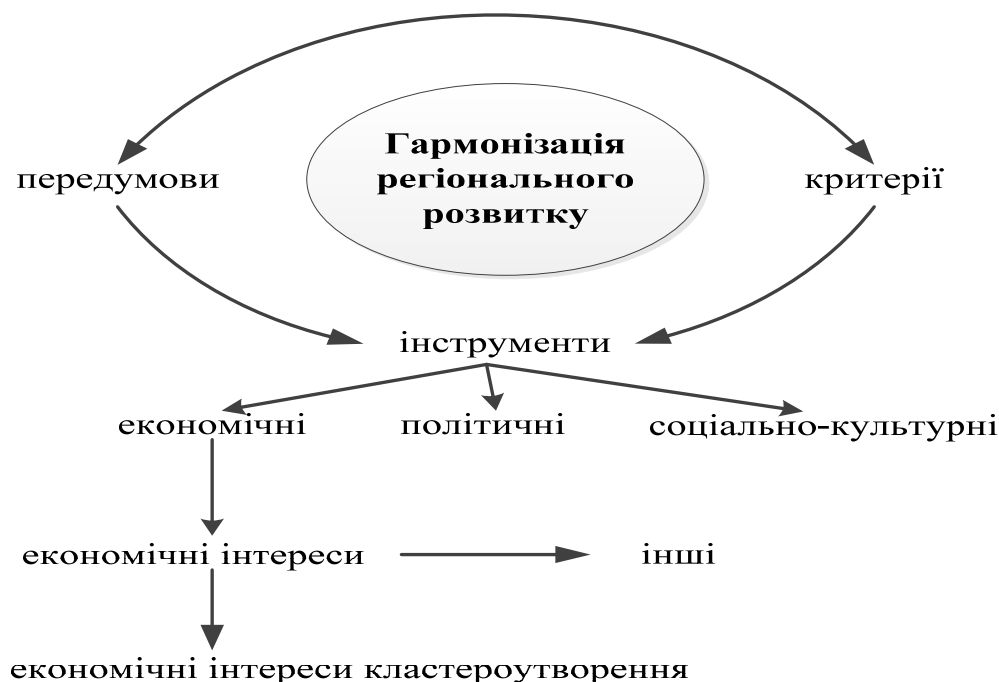 Гармонізація
регіонального
розвитку
передумови
критерії
інструменти
економічні
політичні
соціально-культурні
економічні інтереси
інші
економічні інтереси кластероутворення